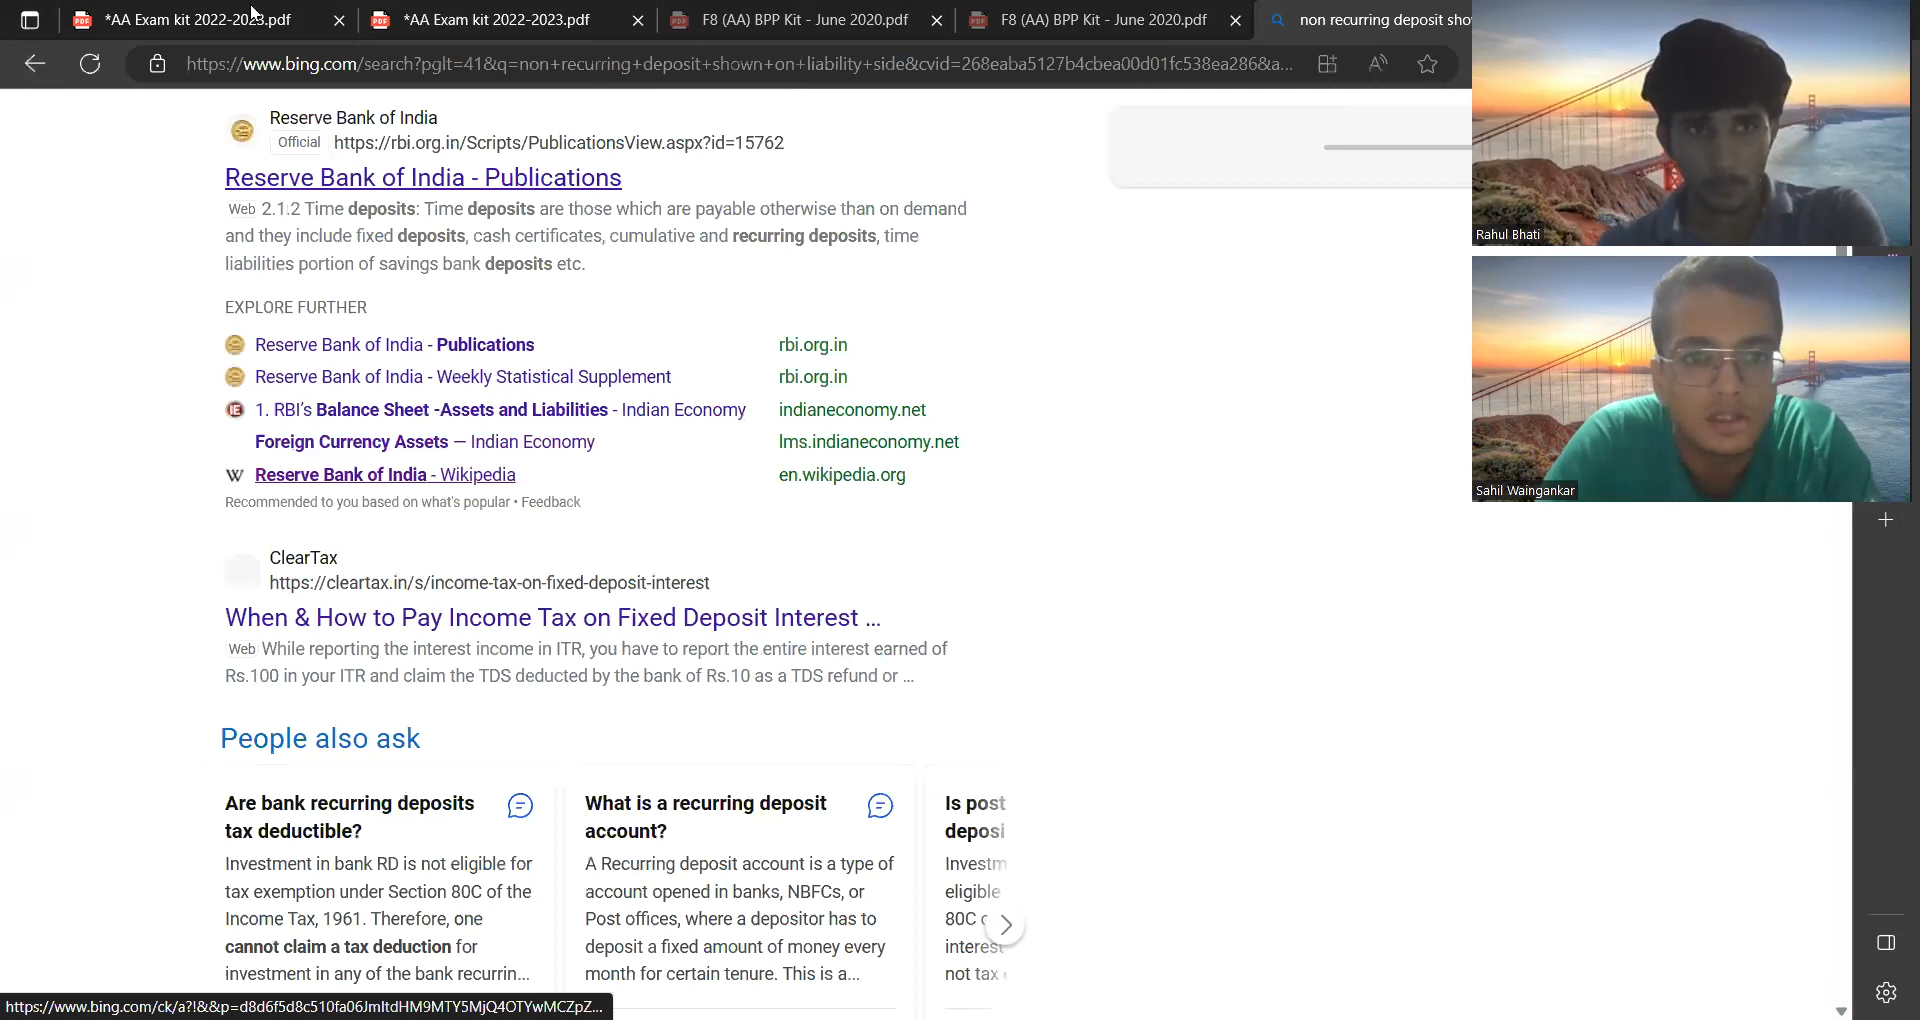 *AA Exam kit 2022-2023.pdf
*AA Exam kit 2022-2023.pdf
F8 (AA) BPP Kit - June 2020.pdf
F8 (AA) BPP Kit - June 2020.pdf
non recurring deposit sho
https://www.bing.com/search?pglt=41&q=non+recurring+deposit+shown+on+liability+side&cvid=268eaba5127b4cbea00d01fc538ea286&a...
Reserve Bank of India
Official https://rbi.org.in/Scripts/PublicationsView.aspx?id=15762
Reserve Bank of India - Publications
Web 2.1.2 Time deposits: Time deposits are those which are payable otherwise than on demand
and they include fixed deposits, cash certificates, cumulative and recurring deposits, time
liabilities portion of savings bank deposits etc.
EXPLORE FURTHER
Reserve Bank of India - Publications rbi.org.in
Reserve Bank of India - Weekly Statistical Supplement rbi.org.in
1. RBI's Balance Sheet -Assets and Liabilities - Indian Economy indianeconomy.net
Foreign Currency Assets — Indian Economy lms.indianeconomy.net
Reserve Bank of India - Wikipedia en.wikipedia.org
Recommended to you based on what's popular • Feedback
ClearTax
https://cleartax.in/s/income-tax-on-fixed-deposit-interest
When & How to Pay Income Tax on Fixed Deposit Interest ...
Web While reporting the interest income in ITR, you have to report the entire interest earned of
Rs.100 in your ITR and claim the TDS deducted by the bank of Rs.10 as a TDS refund or ...
People also ask
Are bank recurring deposits
tax deductible?
Investment in bank RD is not eligible for
tax exemption under Section 80C of the
Income Tax, 1961. Therefore, one
cannot claim a tax deduction for
investment in any of the bank recurrin...
What is a recurring deposit
account?
A Recurring deposit account is a type of
account opened in banks, NBFCs, or
Post offices, where a depositor has to
deposit a fixed amount of money every
month for certain tenure. This is a...
Is post
deposi
Investm
eligible
80C
interest
not tax
https://www.bing.com/ck/a?!&&p=d8d6f5d8c510fa06JmltdHM9MTY5MjQ4OTYwMCZpZ...
Rahul Bhati
Sahil Waingankar